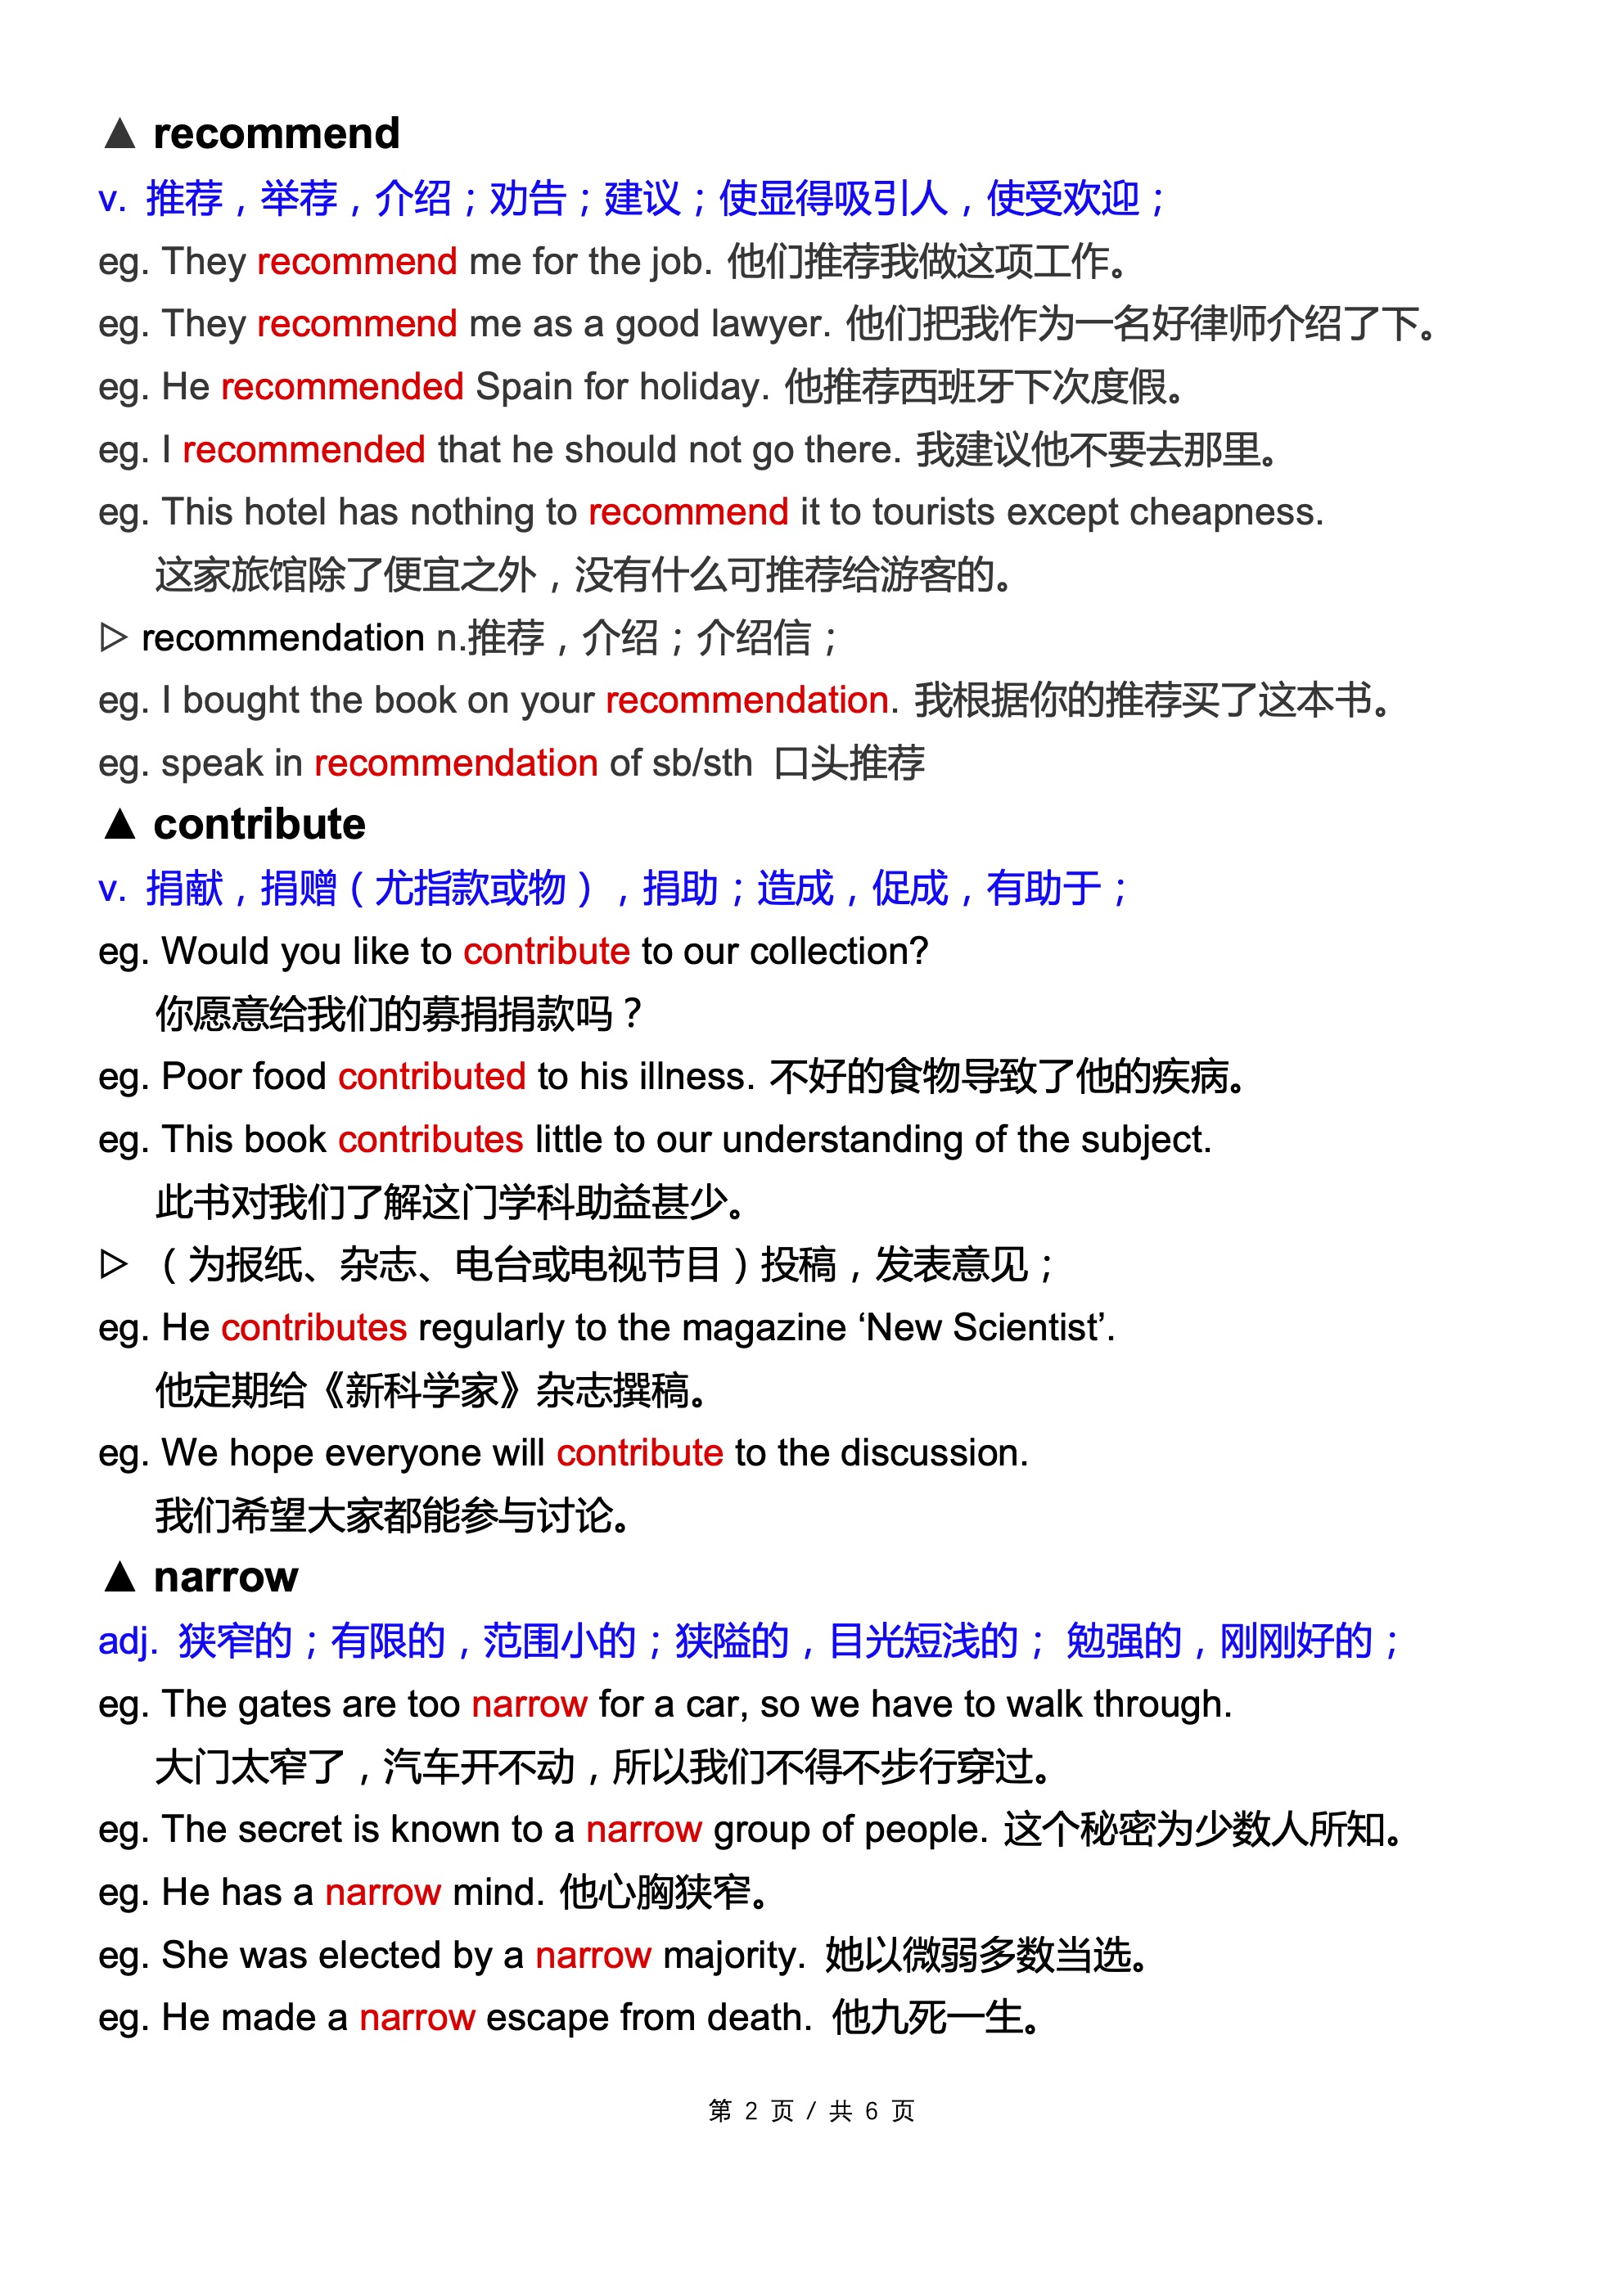 ▲ recommend
v. 推荐，举荐，介绍；劝告；建议；使显得吸引人，使受欢迎；
eg. They recommend me for the job. 他们推荐我做这项工作。
eg. They recommend me as a good lawyer. 他们把我作为一名好律师介绍了下。
eg. He recommended Spain for holiday. 他推荐西班牙下次度假。
eg. I recommended that he should not go there. 我建议他不要去那里。
eg. This hotel has nothing to recommend it to tourists except cheapness.
这家旅馆除了便宜之外，没有什么可推荐给游客的。
▷ recommendation n.推荐，介绍；介绍信；
eg. I bought the book on your recommendation. 我根据你的推荐买了这本书。
eg. speak in recommendation of sb/sth 口头推荐
▲ contribute
v. 捐献，捐赠（尤指款或物），捐助；造成，促成，有助于；
eg. Would you like to contribute to our collection?
你愿意给我们的募捐捐款吗？
eg. Poor food contributed to his illness. 不好的食物导致了他的疾病。
eg. This book contributes little to our understanding of the subject.
此书对我们了解这门学科助益甚少。
▷ （为报纸、杂志、电台或电视节目）投稿，发表意见；
eg. He contributes regularly to the magazine ‘New Scientist’.
他定期给《新科学家》杂志撰稿。
eg. We hope everyone will contribute to the discussion.
我们希望大家都能参与讨论。
▲ narrow
adj. 狭窄的；有限的，范围小的；狭隘的，目光短浅的； 勉强的，刚刚好的；
eg. The gates are too narrow for a car, so we have to walk through.
大门太窄了，汽车开不动，所以我们不得不步行穿过。
eg. The secret is known to a narrow group of people. 这个秘密为少数人所知。
eg. He has a narrow mind. 他心胸狭窄。
eg. She was elected by a narrow majority. 她以微弱多数当选。
eg. He made a narrow escape from death. 他九死一生。
第 2 页 / 共 6 页